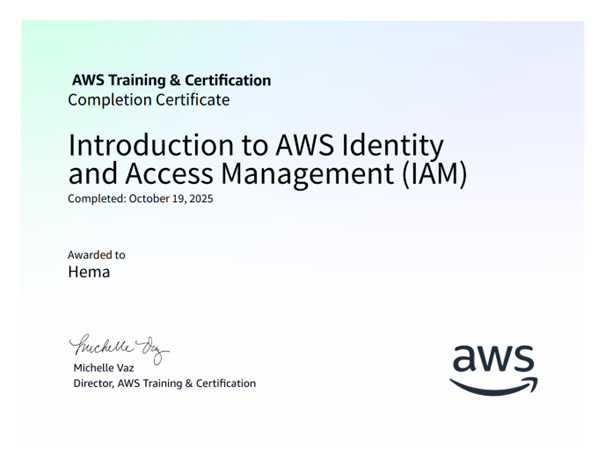 AWS Training & Certification
Completion Certificate
Introduction to AWS Identity
and Access Management (IAM)
Completed: October 19, 2025
Awarded to
Hema
Michelle Vaz
Michelle Vaz
Director, AWS Training & Certification
aws